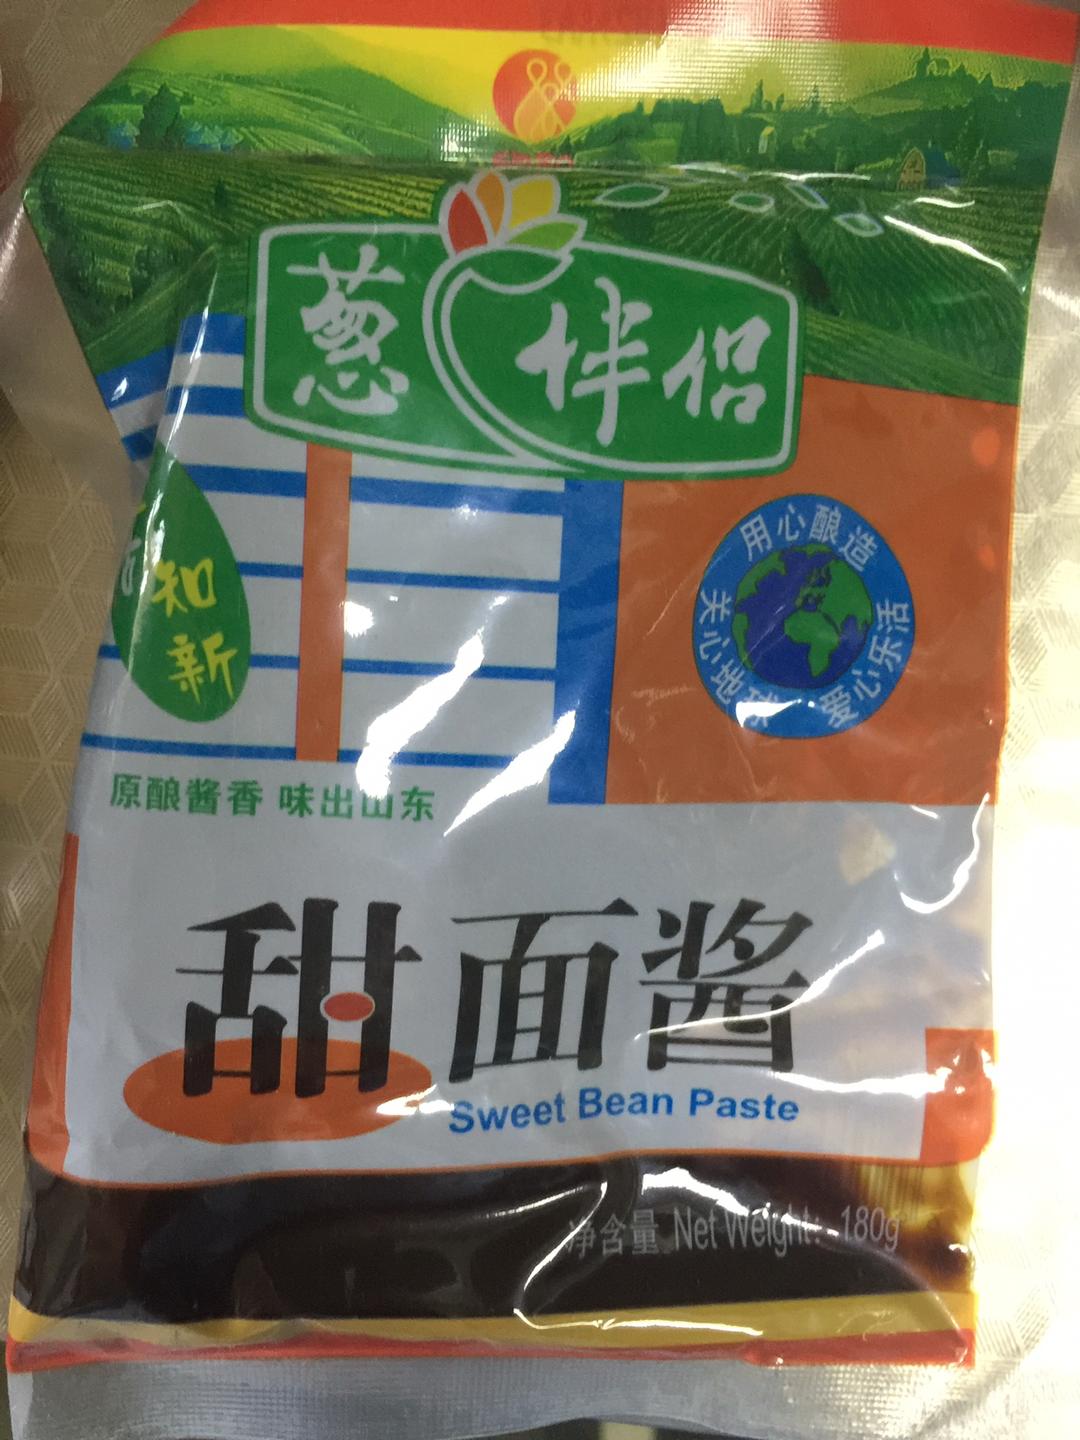 葱伴侣
用心酿造
关心地球
爱心乐活
知
新
原酿酱香 味出山东
甜面酱
Sweet Bean Paste
净含量 Net Weight: 180g